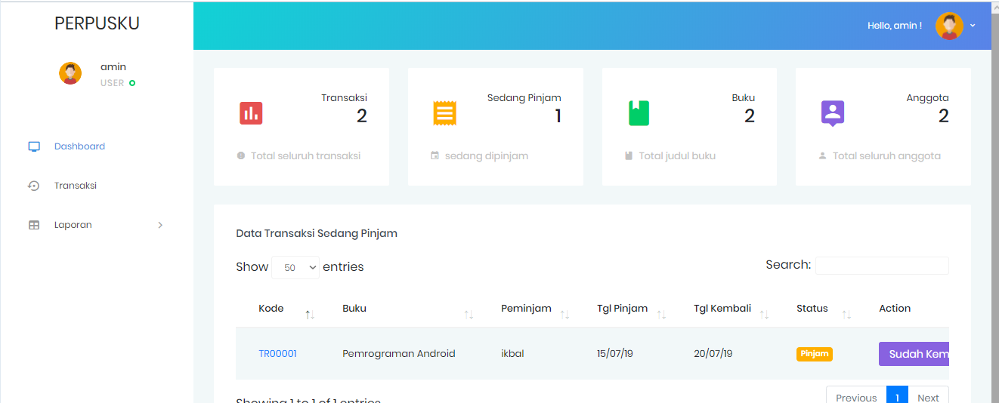 PERPUSKU
Hello, amin !
amin
USER
Dashboard
Transaksi
Laporan
Transaksi
2
Total seluruh transaksi
Sedang Pinjam
1
sedang dipinjam
Buku
2
Total judul buku
Anggota
2
Total seluruh anggota
Data Transaksi Sedang Pinjam
Show 50 entries
Search:
Kode Buku Peminjam Tgl Pinjam Tgl Kembali Status Action
TR00001 Pemrograman Android ikbal 15/07/19 20/07/19 Pinjam Sudah Kem
Showing 1 to 1 of 1 entries
Previous 1 Next